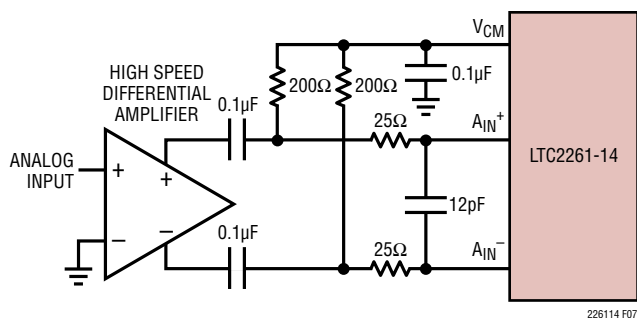 V_CM
HIGH SPEED
DIFFERENTIAL
AMPLIFIER
200Ω
200Ω
0.1µF
0.1µF
25Ω
A_IN^+
ANALOG
INPUT
+
+
–
–
12pF
LTC2261-14
0.1µF
25Ω
A_IN^–
226114 F07